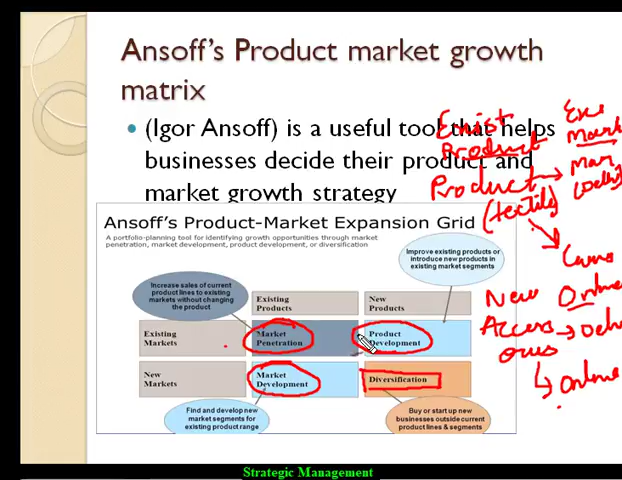 Ansoff's Product market growth
matrix
(Igor Ansoff) is a useful tool that helps
businesses decide their product and
market growth strategy
Exist
Product
Mark
Product
(textile)
Mar
(Delhi)
New
Access
Online
Online
Ansoff's Product-Market Expansion Grid
A portfolio-planning tool for identifying growth opportunities through market
penetration, market development, product development, or diversification
Improve existing products or
introduce new products in
existing market segments
Increase sales of current
product lines to existing
markets without changing
the product
Existing
Products
New
Products
Existing
Markets
Market
Penetration
Product
Development
New
Markets
Market
Development
Diversification
Find and develop new
market segments for
existing product range
Buy or start up new
businesses outside current
product lines & segments
Strategic Management